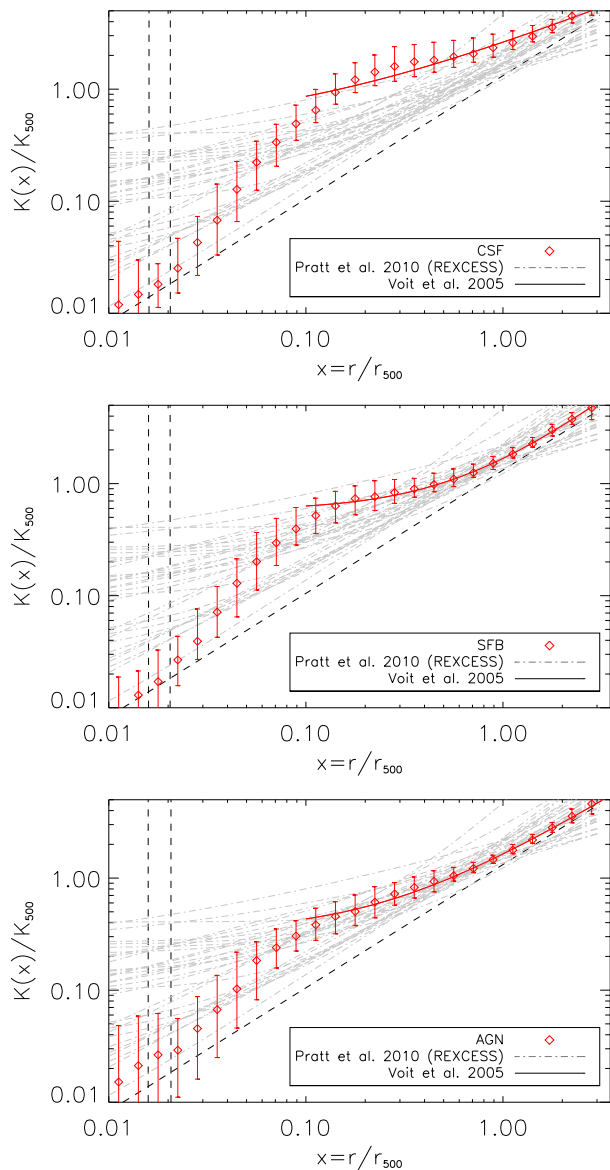 1.00
0.10
0.01
K(x)/K500
CSF
Pratt et al. 2010 (REXCESS)
Voit et al. 2005
0.01
0.10
1.00
x=r/r500
1.00
0.10
0.01
K(x)/K500
SFB
Pratt et al. 2010 (REXCESS)
Voit et al. 2005
0.01
0.10
1.00
x=r/r500
1.00
0.10
0.01
K(x)/K500
AGN
Pratt et al. 2010 (REXCESS)
Voit et al. 2005
0.01
0.10
1.00
x=r/r500